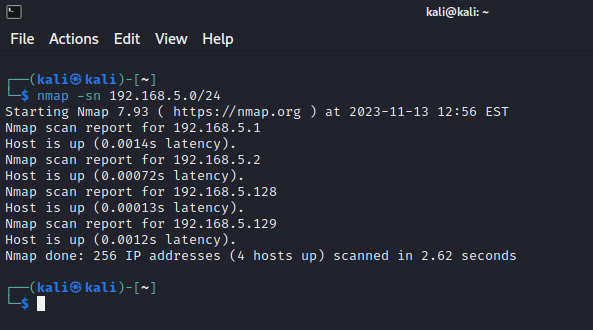 kali@kali: ~
File Actions Edit View Help
┌──(kali㉿kali)-[~]
└─$ nmap -sn 192.168.5.0/24
Starting Nmap 7.93 ( https://nmap.org ) at 2023-11-13 12:56 EST
Nmap scan report for 192.168.5.1
Host is up (0.0014s latency).
Nmap scan report for 192.168.5.2
Host is up (0.00072s latency).
Nmap scan report for 192.168.5.128
Host is up (0.00013s latency).
Nmap scan report for 192.168.5.129
Host is up (0.0012s latency).
Nmap done: 256 IP addresses (4 hosts up) scanned in 2.62 seconds
┌──(kali㉿kali)-[~]
└─$